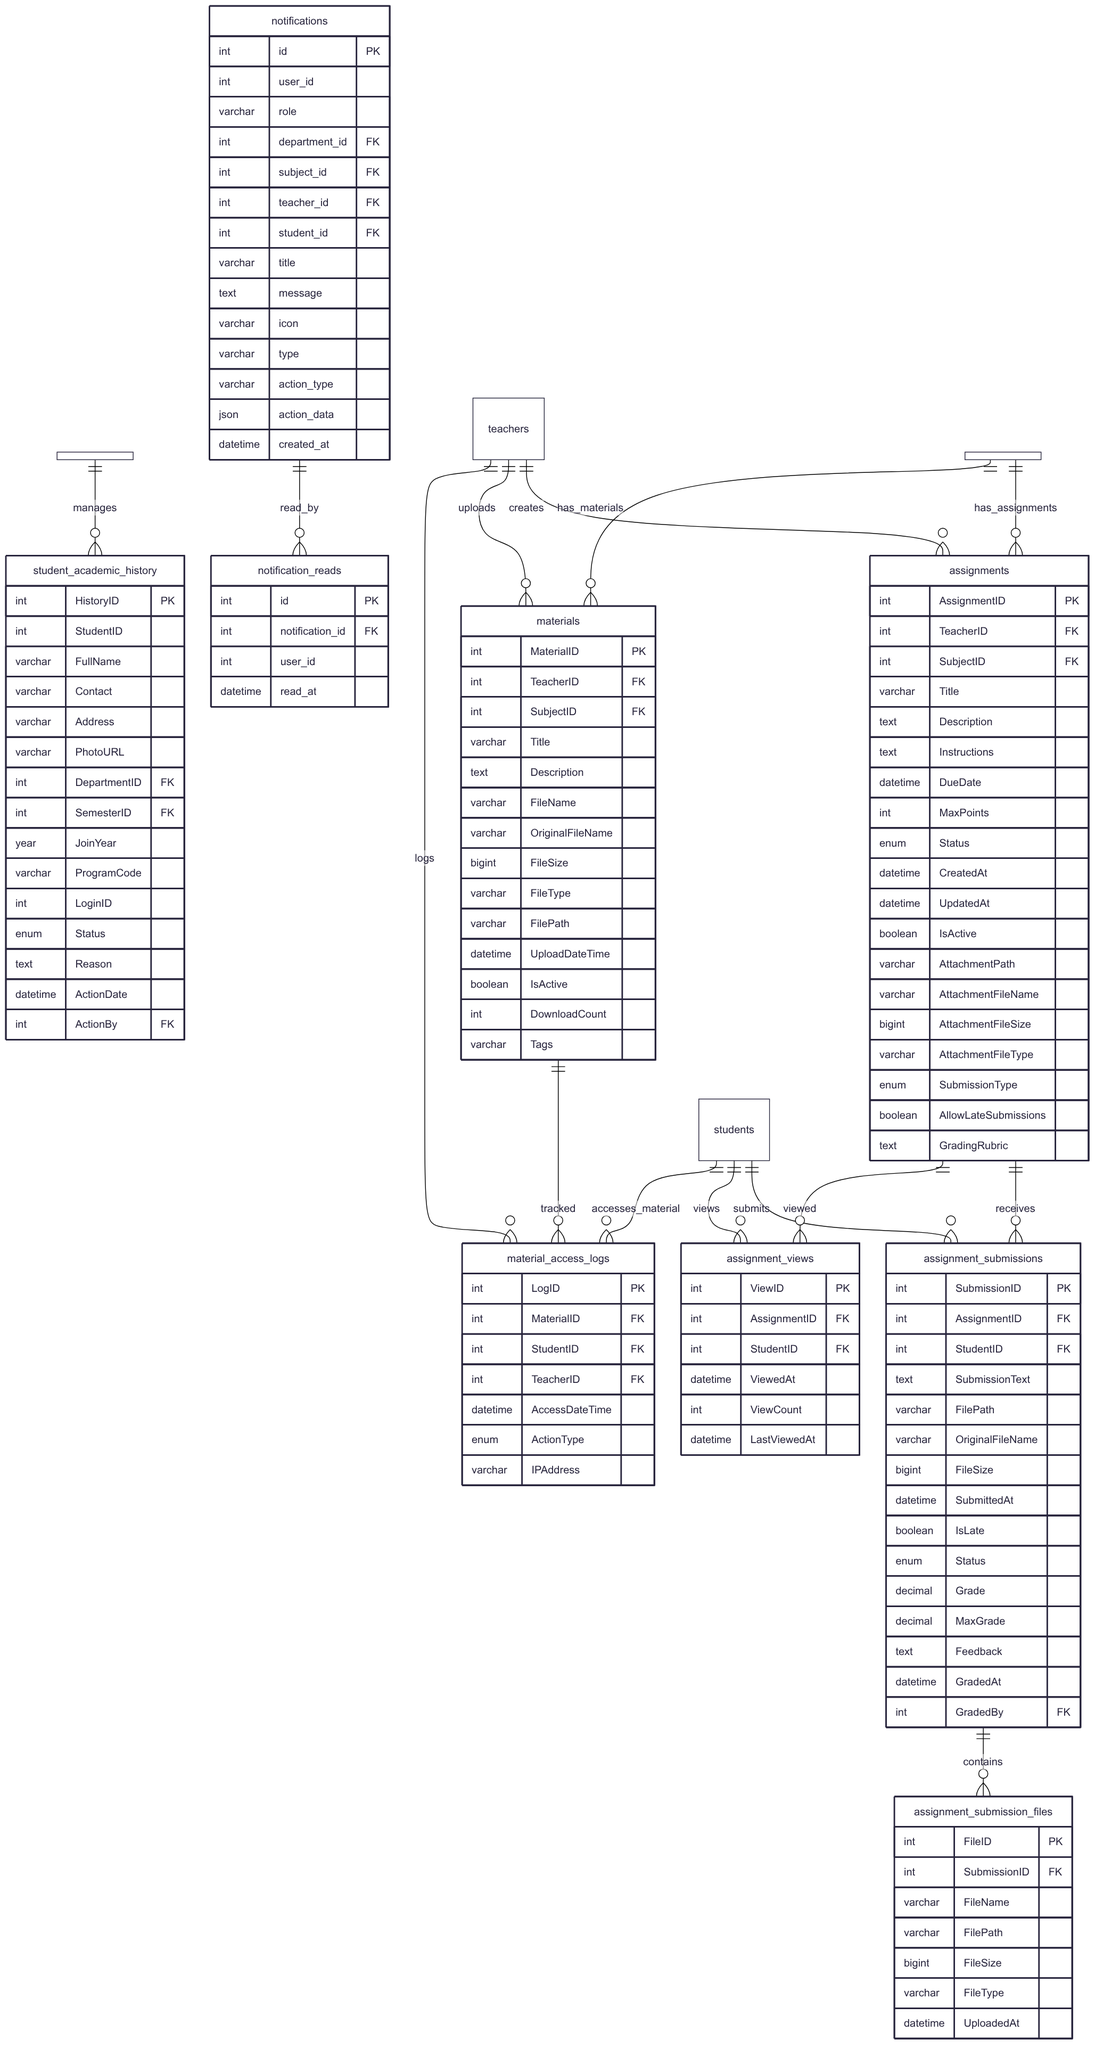 notifications
int id PK
int user_id
varchar role
int department_id FK
int subject_id FK
int teacher_id FK
int student_id FK
varchar title
text message
varchar icon
varchar type
varchar action_type
json action_data
datetime created_at
teachers
manages
read_by
uploads
creates
has_materials
has_assignments
student_academic_history
int HistoryID PK
int StudentID
varchar FullName
varchar Contact
varchar Address
varchar PhotoURL
int DepartmentID FK
int SemesterID FK
year JoinYear
varchar ProgramCode
int LoginID
enum Status
text Reason
datetime ActionDate
int ActionBy FK
notification_reads
int id PK
int notification_id FK
int user_id
datetime read_at
logs
materials
int MaterialID PK
int TeacherID FK
int SubjectID FK
varchar Title
text Description
varchar FileName
varchar OriginalFileName
bigint FileSize
varchar FileType
varchar FilePath
datetime UploadDateTime
boolean IsActive
int DownloadCount
varchar Tags
assignments
int AssignmentID PK
int TeacherID FK
int SubjectID FK
varchar Title
text Description
text Instructions
datetime DueDate
int MaxPoints
enum Status
datetime CreatedAt
datetime UpdatedAt
boolean IsActive
varchar AttachmentPath
varchar AttachmentFileName
bigint AttachmentFileSize
varchar AttachmentFileType
enum SubmissionType
boolean AllowLateSubmissions
text GradingRubric
students
tracked
accesses_material
views
submits
viewed
receives
material_access_logs
int LogID PK
int MaterialID FK
int StudentID FK
int TeacherID FK
datetime AccessDateTime
enum ActionType
varchar IPAddress
assignment_views
int ViewID PK
int AssignmentID FK
int StudentID FK
datetime ViewedAt
int ViewCount
datetime LastViewedAt
assignment_submissions
int SubmissionID PK
int AssignmentID FK
int StudentID FK
text SubmissionText
varchar FilePath
varchar OriginalFileName
bigint FileSize
datetime SubmittedAt
boolean IsLate
enum Status
decimal Grade
decimal MaxGrade
text Feedback
datetime GradedAt
int GradedBy FK
contains
assignment_submission_files
int FileID PK
int SubmissionID FK
varchar FileName
varchar FilePath
bigint FileSize
varchar FileType
datetime UploadedAt